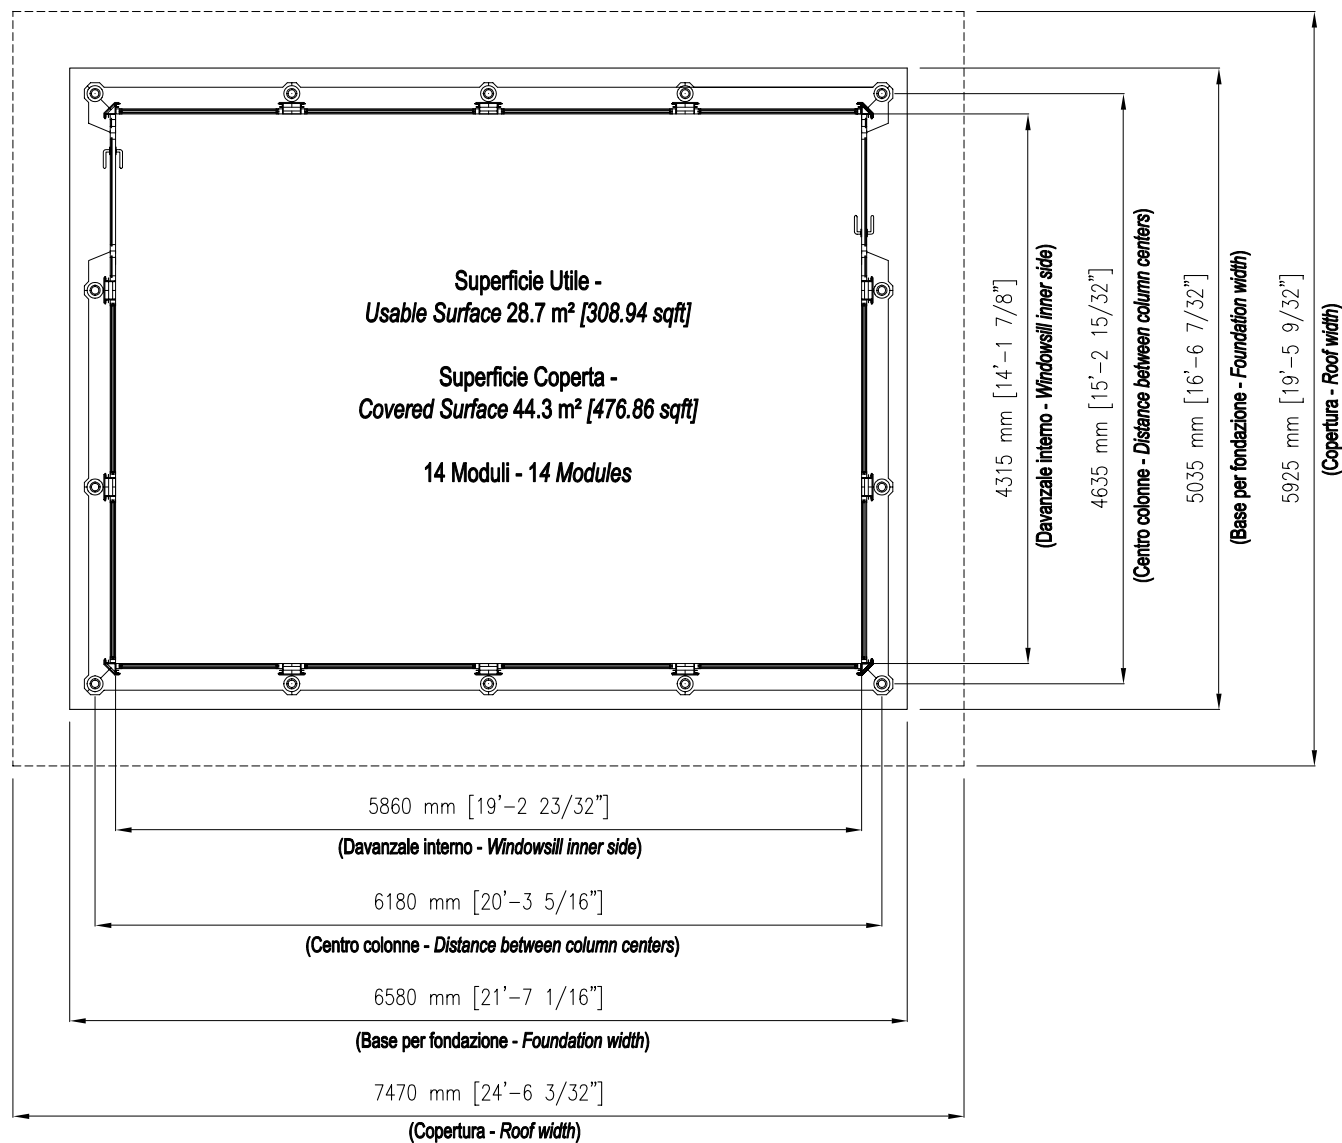 Superficie Utile -
Usable Surface 28.7 m² [308.94 sqft]
Superficie Coperta -
Covered Surface 44.3 m² [476.86 sqft]
14 Moduli - 14 Modules
4315 mm [14'-1 7/8"]
(Davanzale interno - Windowsill inner side)
4635 mm [15'-2 15/32"]
(Centro colonne - Distance between column centers)
5035 mm [16'-6 7/32"]
(Base per fondazione - Foundation width)
5925 mm [19'-5 9/32"]
(Copertura - Roof width)
5860 mm [19'-2 23/32"]
(Davanzale interno - Windowsill inner side)
6180 mm [20'-3 5/16"]
(Centro colonne - Distance between column centers)
6580 mm [21'-7 1/16"]
(Base per fondazione - Foundation width)
7470 mm [24'-6 3/32"]
(Copertura - Roof width)